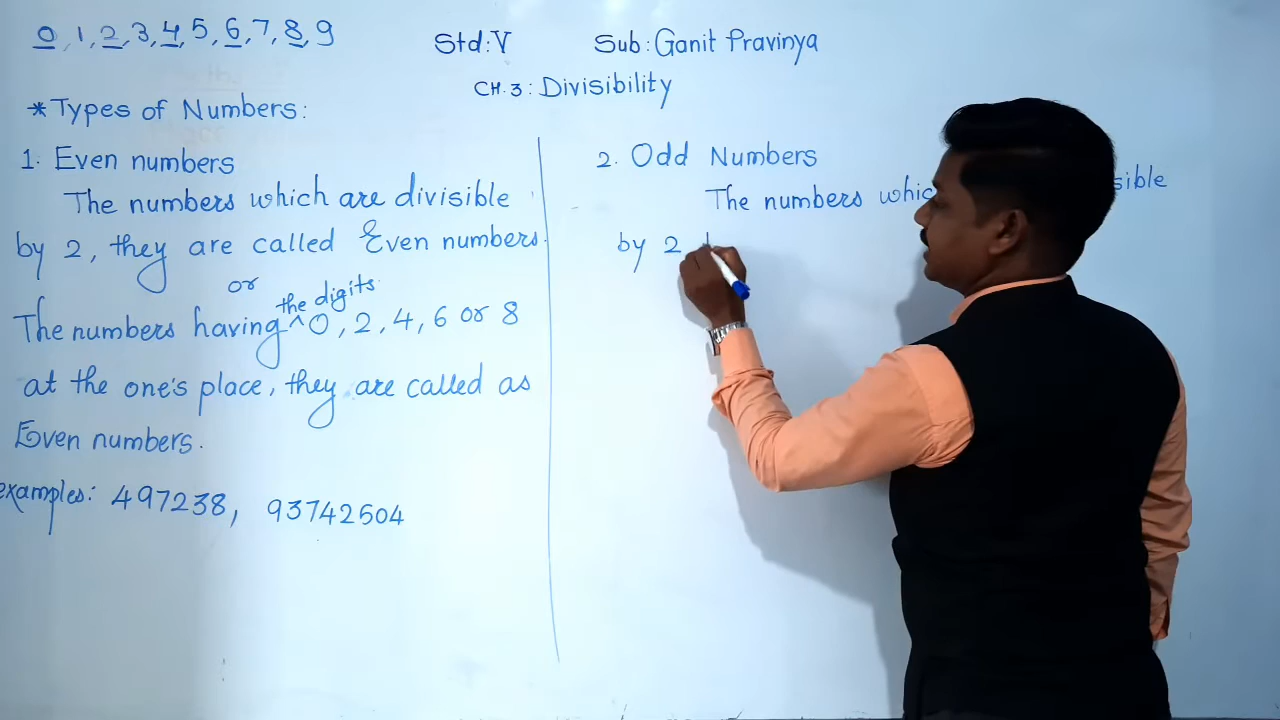 0, 1, 2, 3, 4, 5, 6, 7, 8, 9
Std: V
Sub: Ganit Pravinya
CH. 3: Divisibility
* Types of Numbers:
1. Even numbers
The numbers which are divisible
by 2, they are called Even numbers.
or
the digits
The numbers having ^ 0, 2, 4, 6 or 8
at the one's place, they are called as
Even numbers.
examples: 497238, 93742504
2. Odd Numbers
The numbers
by 2